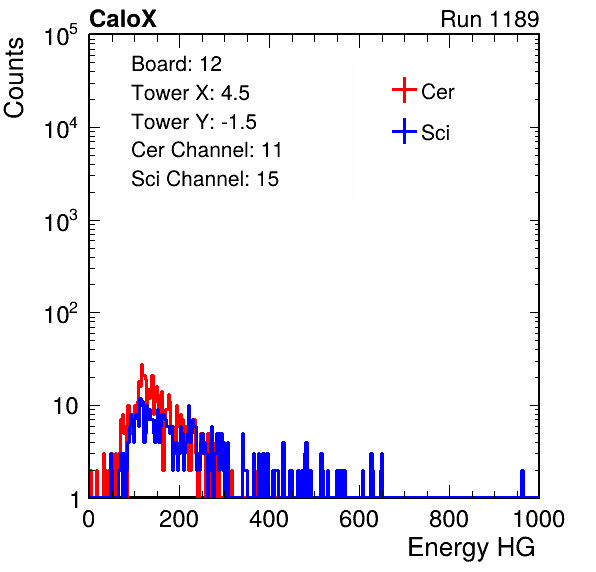 CaloX Run 1189
Counts
Board: 12
Tower X: 4.5
Tower Y: -1.5
Cer Channel: 11
Sci Channel: 15
Cer
Sci
10^5
10^4
10^3
10^2
10
1
0 200 400 600 800 1000
Energy HG